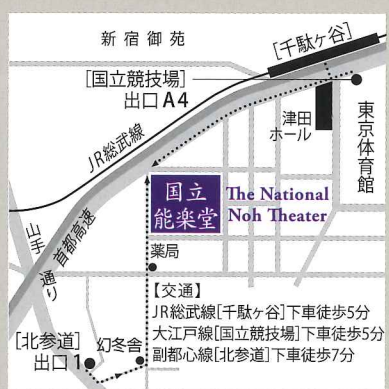 新宿御苑
[千駄ヶ谷]
[国立競技場]
出口A4
津田
ホール
東京体育館
JR総武線
国立
能楽堂
The National
Noh Theater
首都高速
山手通り
薬局
[北参道]
出口1
幻冬舎
【交通】
JR総武線[千駄ヶ谷]下車徒歩5分
大江戸線[国立競技場]下車徒歩5分
副都心線[北参道]下車徒歩7分